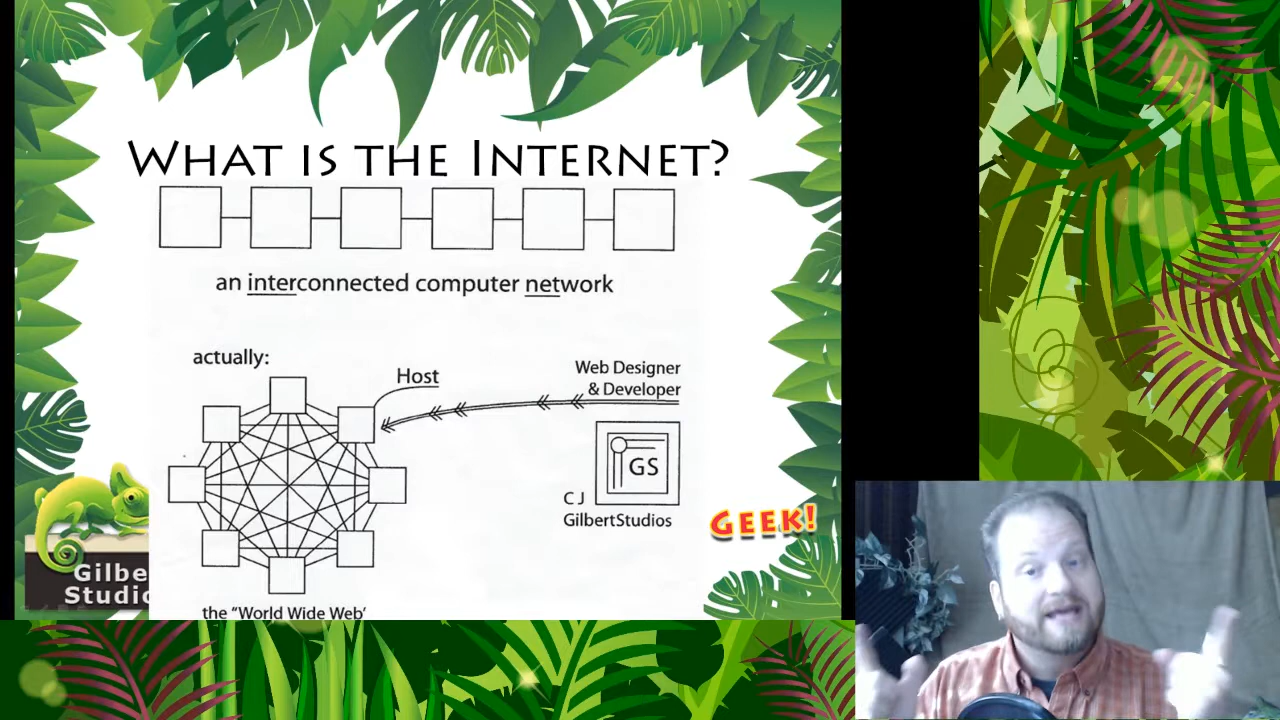 WHAT IS THE INTERNET?
an interconnected computer network
actually:
Host
Web Designer
& Developer
GS
C J
GilbertStudios
GEEK!
Gilbe
Studio
the "World Wide Web'